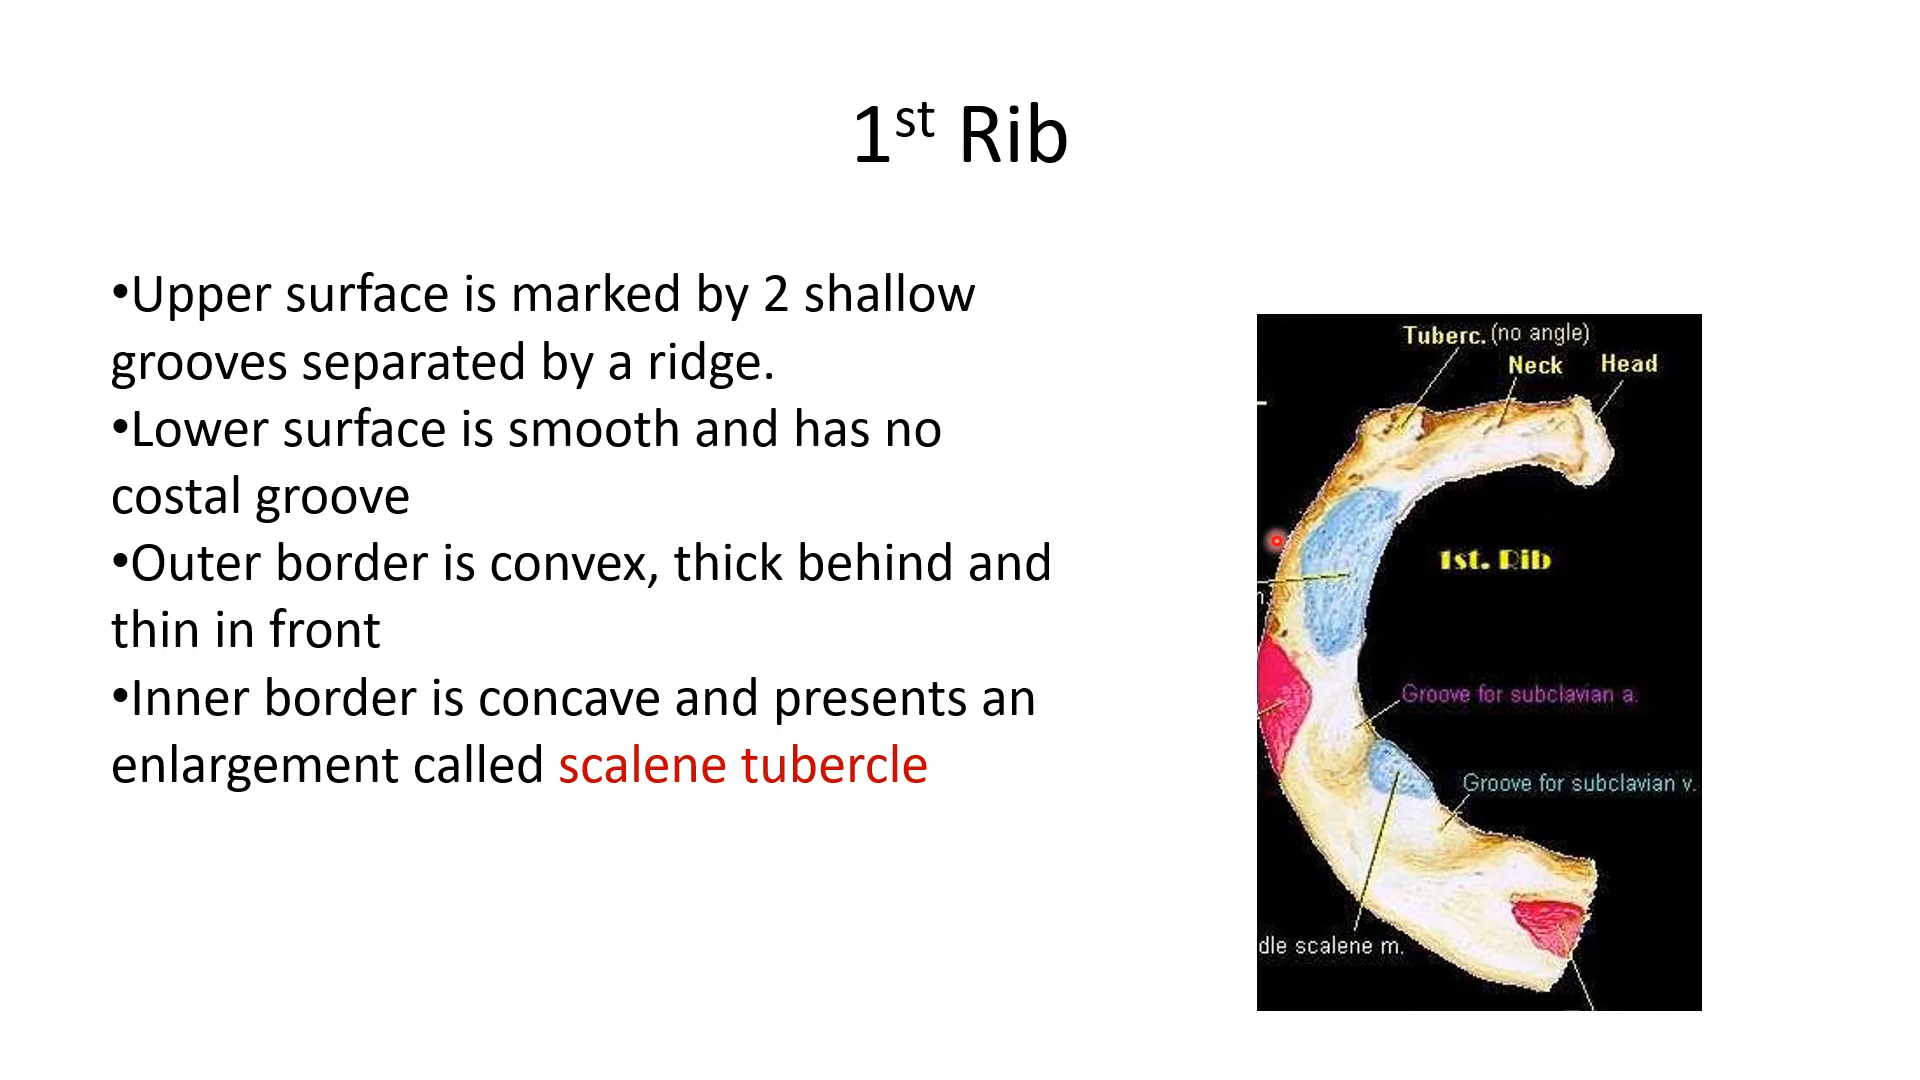 1st Rib
•Upper surface is marked by 2 shallow
grooves separated by a ridge.
•Lower surface is smooth and has no
costal groove
•Outer border is convex, thick behind and
thin in front
•Inner border is concave and presents an
enlargement called scalene tubercle
Tuberc. (no angle)
Neck Head
1st. Rib
Groove for subclavian a.
Groove for subclavian v.
dle scalene m.